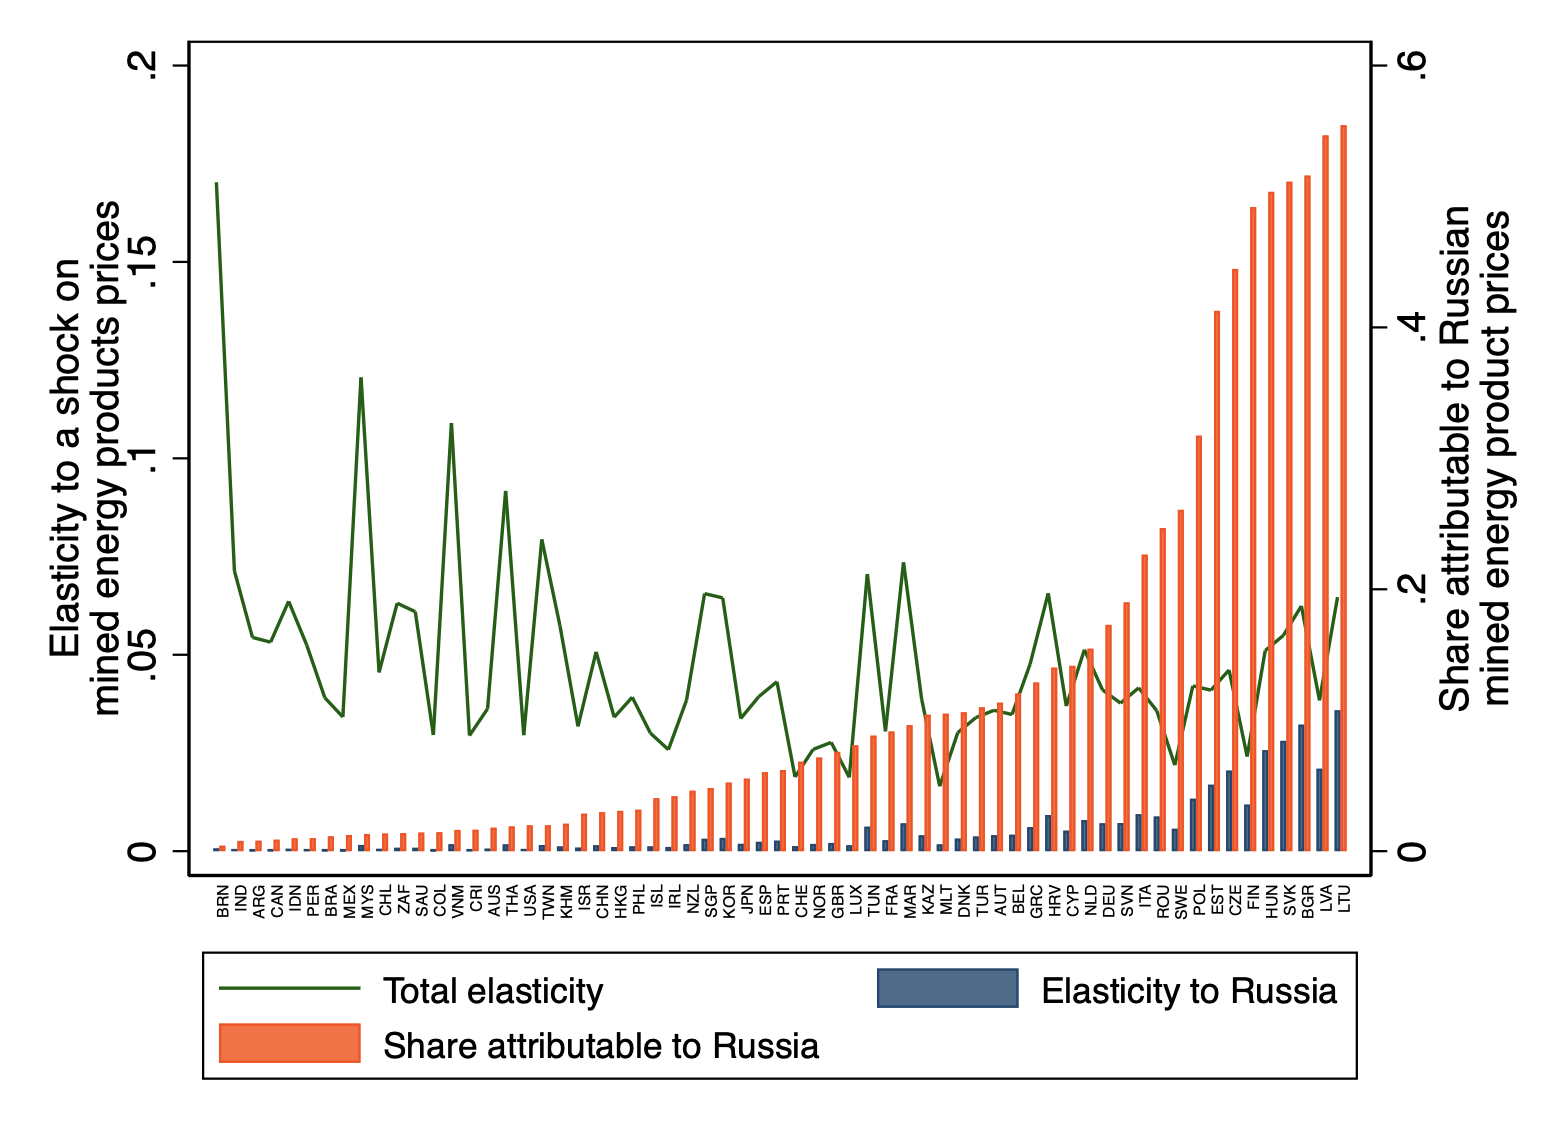 Elasticity to a shock on
mined energy products prices
0
.05
.1
.15
.2
Share attributable to Russian
mined energy product prices
0
.2
.4
.6
BRN
IND
ARG
CAN
IDN
PER
BRA
MEX
MYS
CHL
ZAF
SAU
COL
VNM
CRI
AUS
THA
USA
TWN
KHM
ISR
CHN
HKG
PHL
ISL
IRL
NZL
SGP
KOR
JPN
ESP
PRT
CHE
NOR
GBR
LUX
TUN
FRA
MAR
KAZ
MLT
DNK
TUR
AUT
BEL
GRC
HRV
CYP
NLD
DEU
SVN
ITA
ROU
SWE
POL
EST
CZE
FIN
HUN
SVK
BGR
LVA
LTU
Total elasticity
Elasticity to Russia
Share attributable to Russia